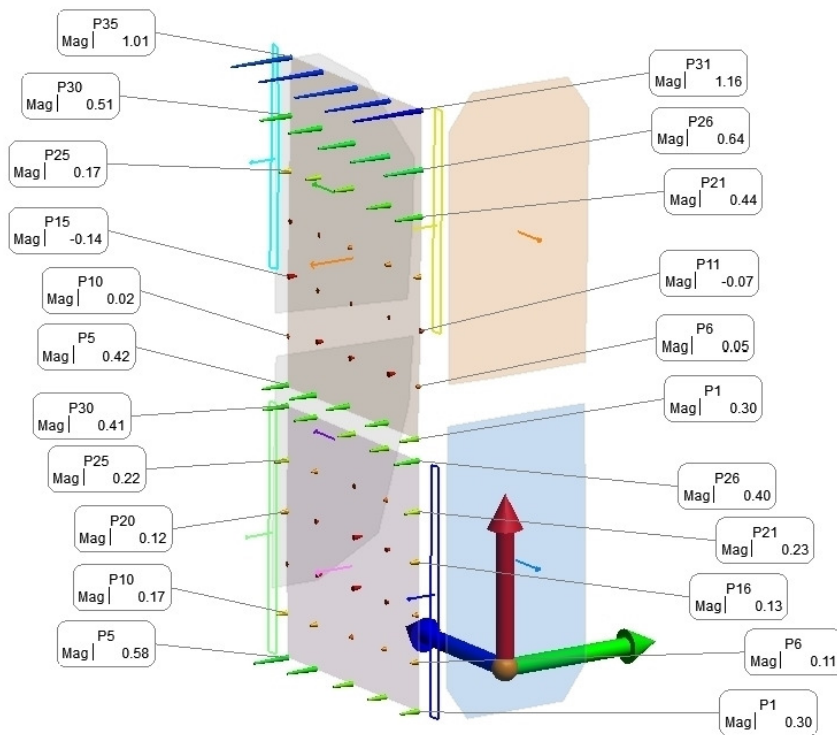 P35
Mag 1.01
P30
Mag 0.51
P25
Mag 0.17
P15
Mag -0.14
P10
Mag 0.02
P5
Mag 0.42
P30
Mag 0.41
P25
Mag 0.22
P20
Mag 0.12
P10
Mag 0.17
P5
Mag 0.58
P31
Mag 1.16
P26
Mag 0.64
P21
Mag 0.44
P11
Mag -0.07
P6
Mag 0.05
P1
Mag 0.30
P26
Mag 0.40
P21
Mag 0.23
P16
Mag 0.13
P6
Mag 0.11
P1
Mag 0.30